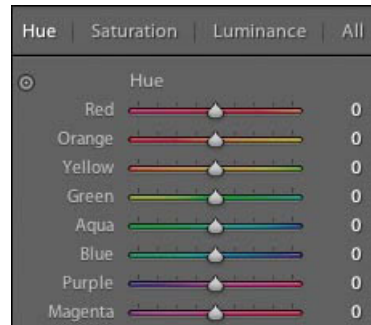 Hue | Saturation | Luminance | All
Hue
Red 0
Orange 0
Yellow 0
Green 0
Aqua 0
Blue 0
Purple 0
Magenta 0